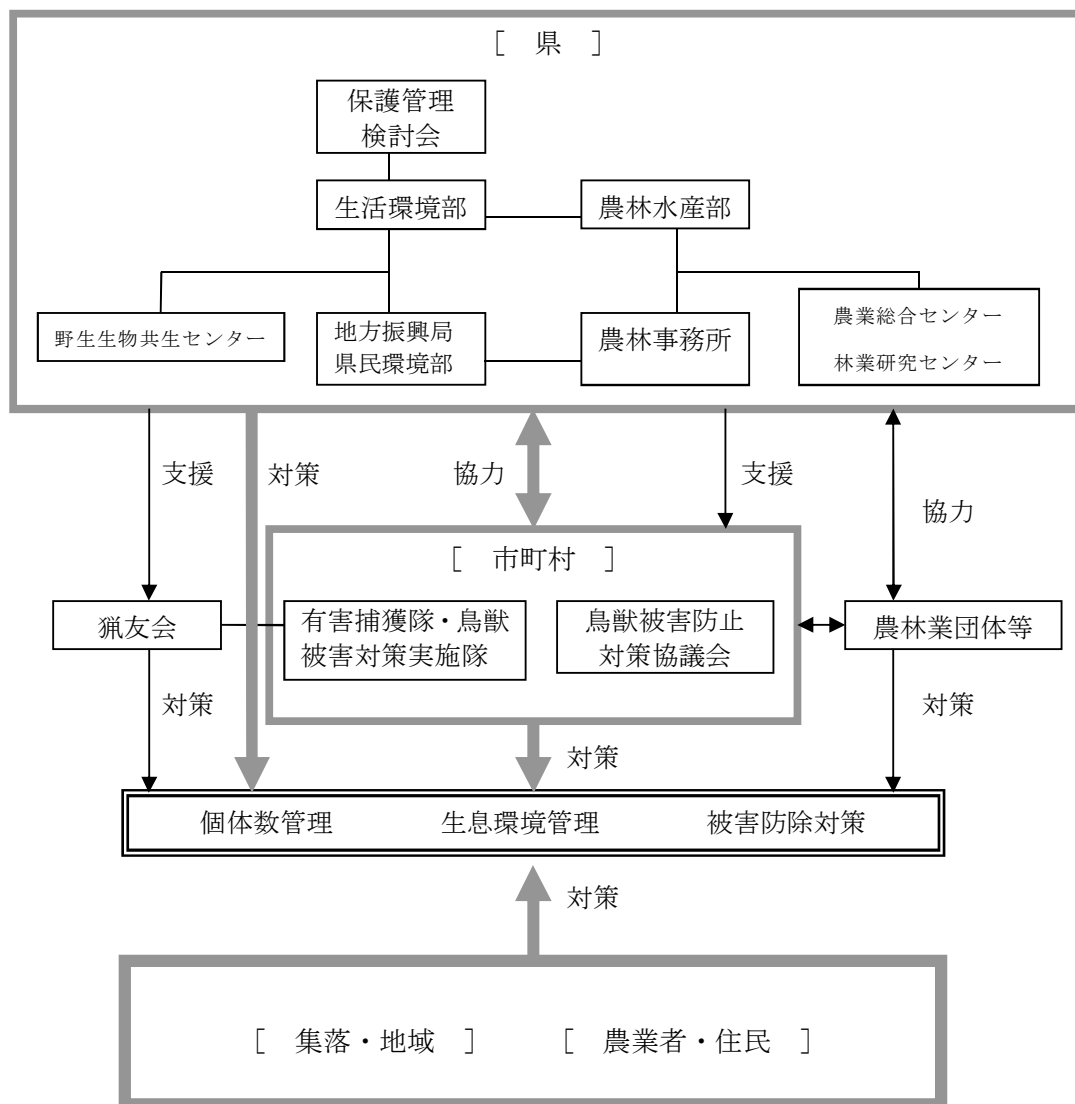 ［　県　］
保護管理
検討会
生活環境部
農林水産部
野生生物共生センター
地方振興局
県民環境部
農林事務所
農業総合センター
林業研究センター
支援
対策
協力
支援
協力
［　市町村　］
猟友会
有害捕獲隊・鳥獣
被害対策実施隊
鳥獣被害防止
対策協議会
農林業団体等
対策
対策
対策
個体数管理　生息環境管理　被害防除対策
対策
［　集落・地域　］　［　農業者・住民　］